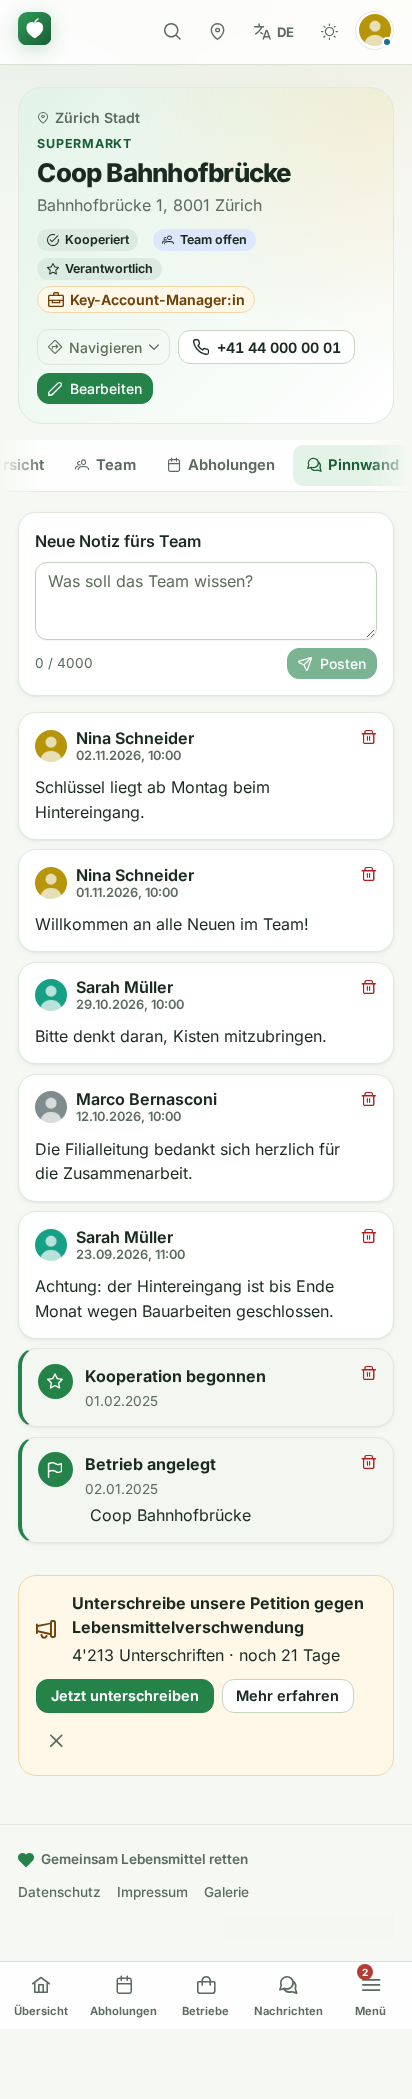 DE
Zürich Stadt
SUPERMARKT
Coop Bahnhofbrücke
Bahnhofbrücke 1, 8001 Zürich
Kooperiert
Team offen
Verantwortlich
Key-Account-Manager:in
Navigieren
+41 44 000 00 01
Bearbeiten
rsicht Team Abholungen Pinnwand
Neue Notiz fürs Team
Was soll das Team wissen?
0 / 4000
Posten
Nina Schneider
02.11.2026, 10:00
Schlüssel liegt ab Montag beim
Hintereingang.
Nina Schneider
01.11.2026, 10:00
Willkommen an alle Neuen im Team!
Sarah Müller
29.10.2026, 10:00
Bitte denkt daran, Kisten mitzubringen.
Marco Bernasconi
12.10.2026, 10:00
Die Filialleitung bedankt sich herzlich für
die Zusammenarbeit.
Sarah Müller
23.09.2026, 11:00
Achtung: der Hintereingang ist bis Ende
Monat wegen Bauarbeiten geschlossen.
Kooperation begonnen
01.02.2025
Betrieb angelegt
02.01.2025
Coop Bahnhofbrücke
Unterschreibe unsere Petition gegen
Lebensmittelverschwendung
4'213 Unterschriften · noch 21 Tage
Jetzt unterschreiben
Mehr erfahren
Gemeinsam Lebensmittel retten
Datenschutz Impressum Galerie
2
Übersicht Abholungen Betriebe Nachrichten Menü